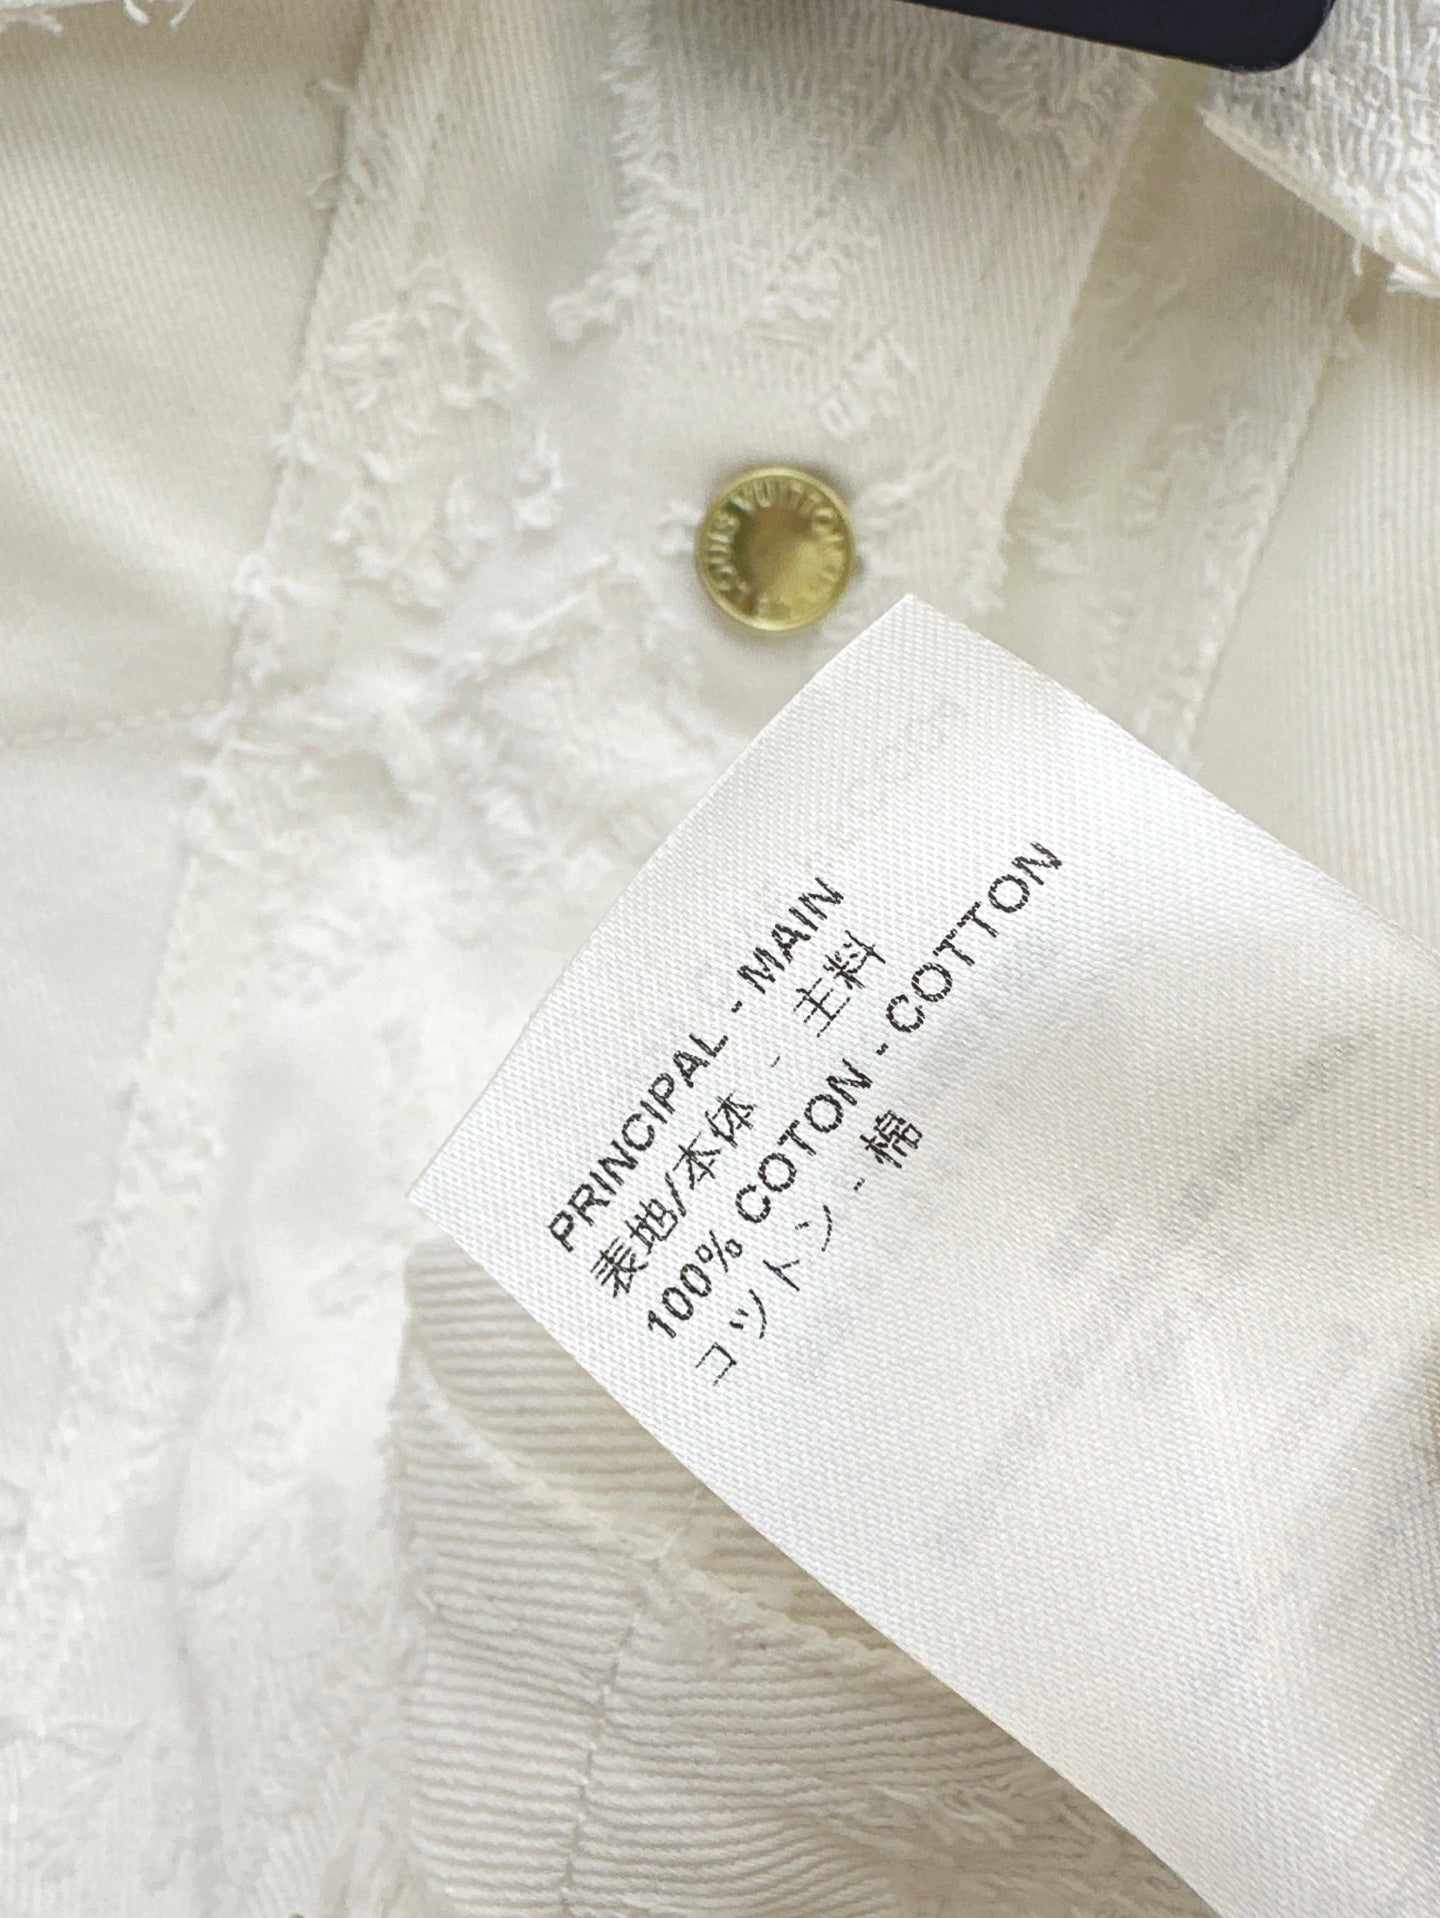 LOUIS VUITTON
PRINCIPAL - MAIN
表地/本体 - 主料
100% COTON - COTTON
コットン - 棉